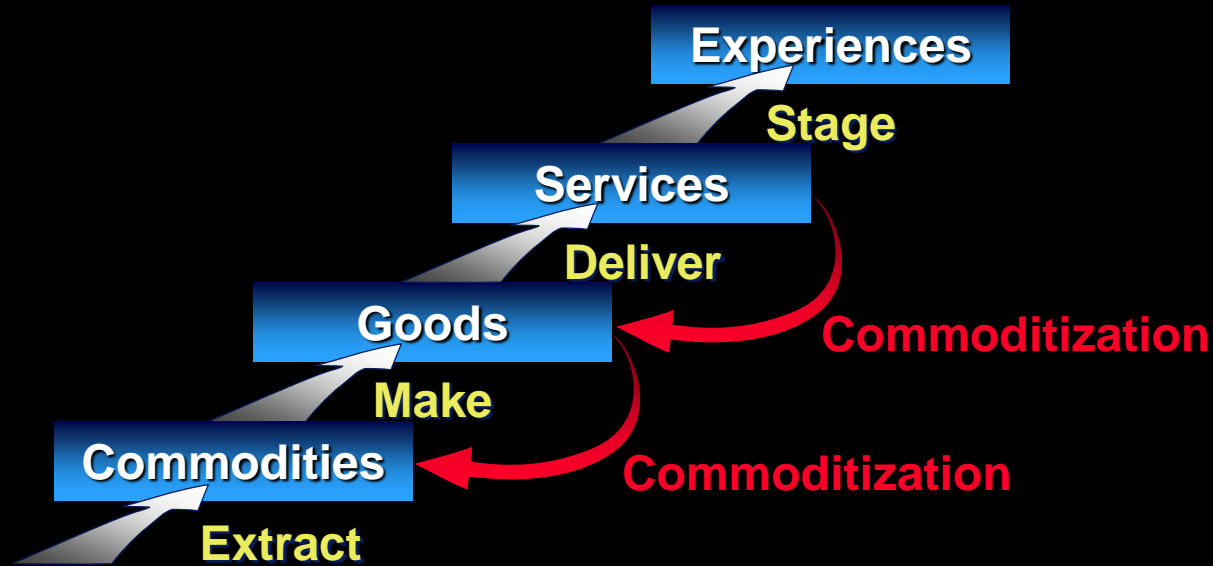 Experiences
Stage
Services
Deliver
Goods
Commoditization
Make
Commodities
Commoditization
Extract